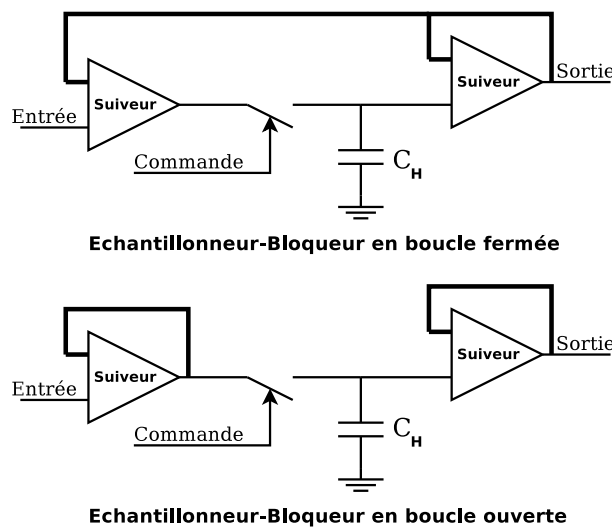 Suiveur
Suiveur
Sortie
Entrée
Commande
C_H
Echantillonneur-Bloqueur en boucle fermée
Suiveur
Suiveur
Sortie
Entrée
Commande
C_H
Echantillonneur-Bloqueur en boucle ouverte